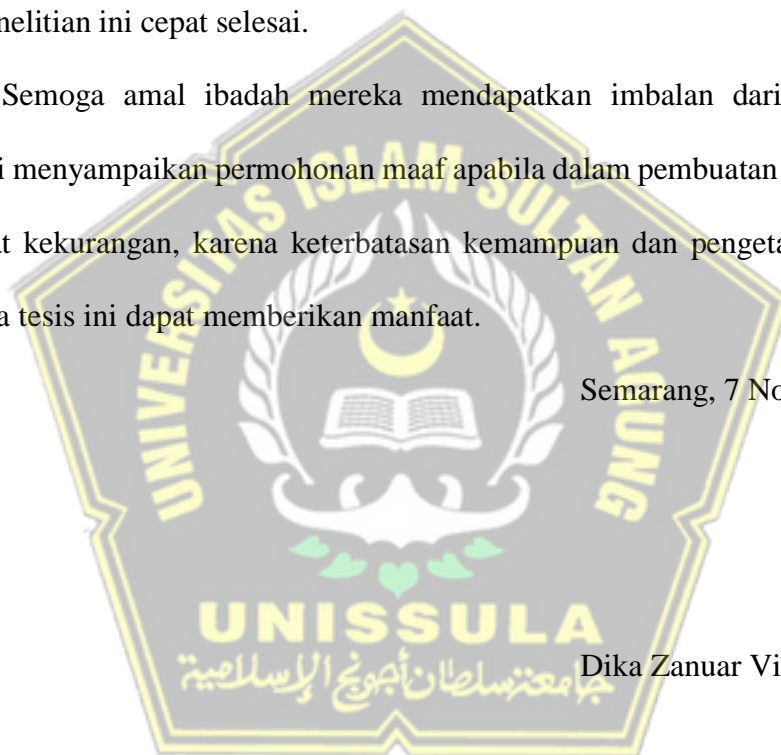 nelitian ini cepat selesai.
Semoga amal ibadah mereka mendapatkan imbalan dari
i menyampaikan permohonan maaf apabila dalam pembuatan
t kekurangan, karena keterbatasan kemampuan dan pengeta
a tesis ini dapat memberikan manfaat.
UNIVERSITAS ISLAM SULTAN AGUNG
Semarang, 7 No
UNISSULA
Dika Zanuar Vi
جامعة سلطان أجونج الإسلامية